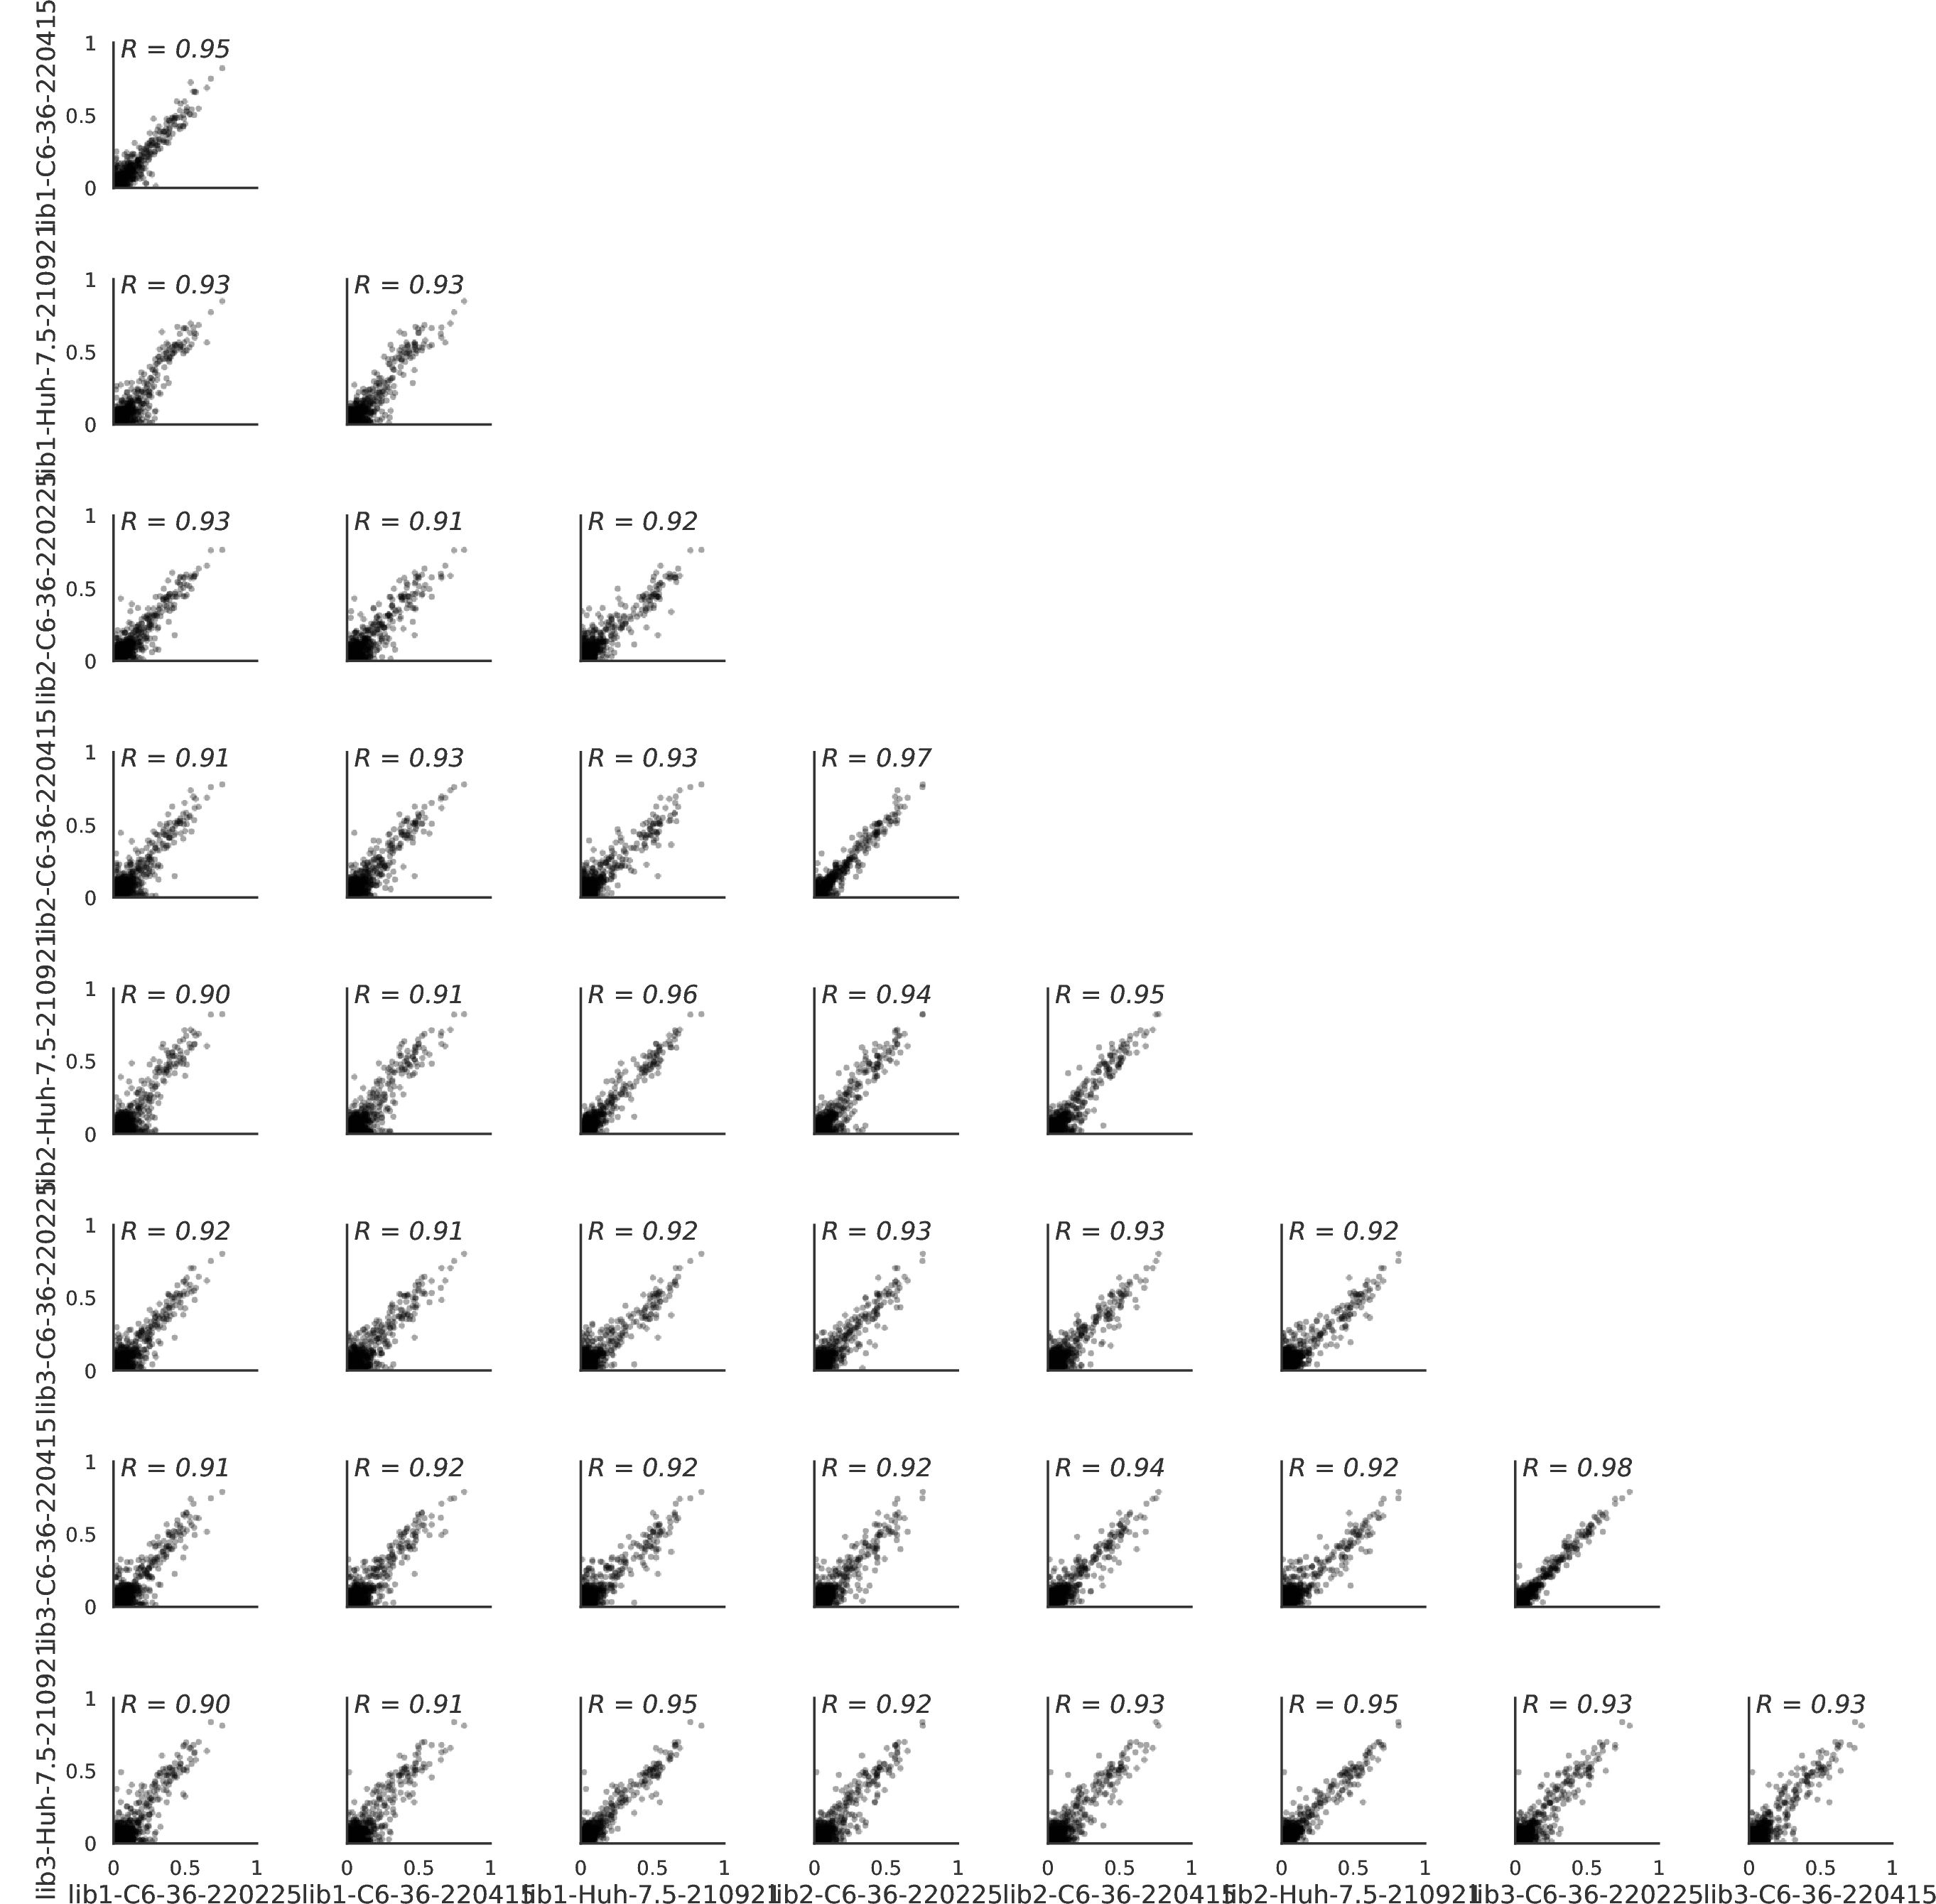 lib1-C6-36-220415
1
0.5
0
R = 0.95
lib1-Huh-7.5-210921
1
0.5
0
R = 0.93
R = 0.93
lib2-C6-36-220225
1
0.5
0
R = 0.93
R = 0.91
R = 0.92
lib2-C6-36-220415
1
0.5
0
R = 0.91
R = 0.93
R = 0.93
R = 0.97
lib2-Huh-7.5-210921
1
0.5
0
R = 0.90
R = 0.91
R = 0.96
R = 0.94
R = 0.95
lib3-C6-36-220225
1
0.5
0
R = 0.92
R = 0.91
R = 0.92
R = 0.93
R = 0.93
R = 0.92
lib3-C6-36-220415
1
0.5
0
R = 0.91
R = 0.92
R = 0.92
R = 0.92
R = 0.94
R = 0.92
R = 0.98
lib3-Huh-7.5-210921
1
0.5
0
R = 0.90
R = 0.91
R = 0.95
R = 0.92
R = 0.93
R = 0.95
R = 0.93
R = 0.93
0 0.5 1
0 0.5 1
0 0.5 1
0 0.5 1
0 0.5 1
0 0.5 1
0 0.5 1
0 0.5 1
lib1-C6-36-220225
lib1-C6-36-220415
lib1-Huh-7.5-210921
lib2-C6-36-220225
lib2-C6-36-220415
lib2-Huh-7.5-210921
lib3-C6-36-220225
lib3-C6-36-220415